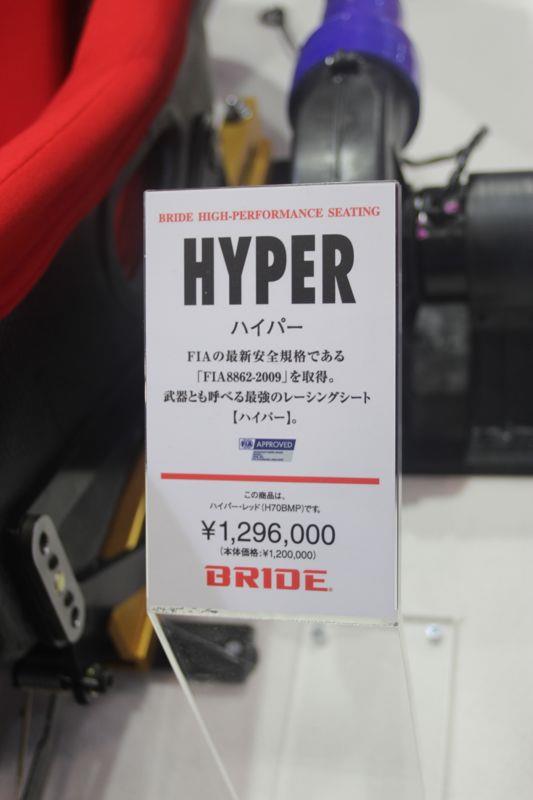 BRIDE HIGH-PERFORMANCE SEATING
HYPER
ハイパー
FIAの最新安全規格である
「FIA8862-2009」を取得。
武器とも呼べる最強のレーシングシート
【ハイパー】。
FIA APPROVED
この商品は、
ハイパー・レッド(H70BMP)です。
¥1,296,000
(本体価格:¥1,200,000)
BRIDE